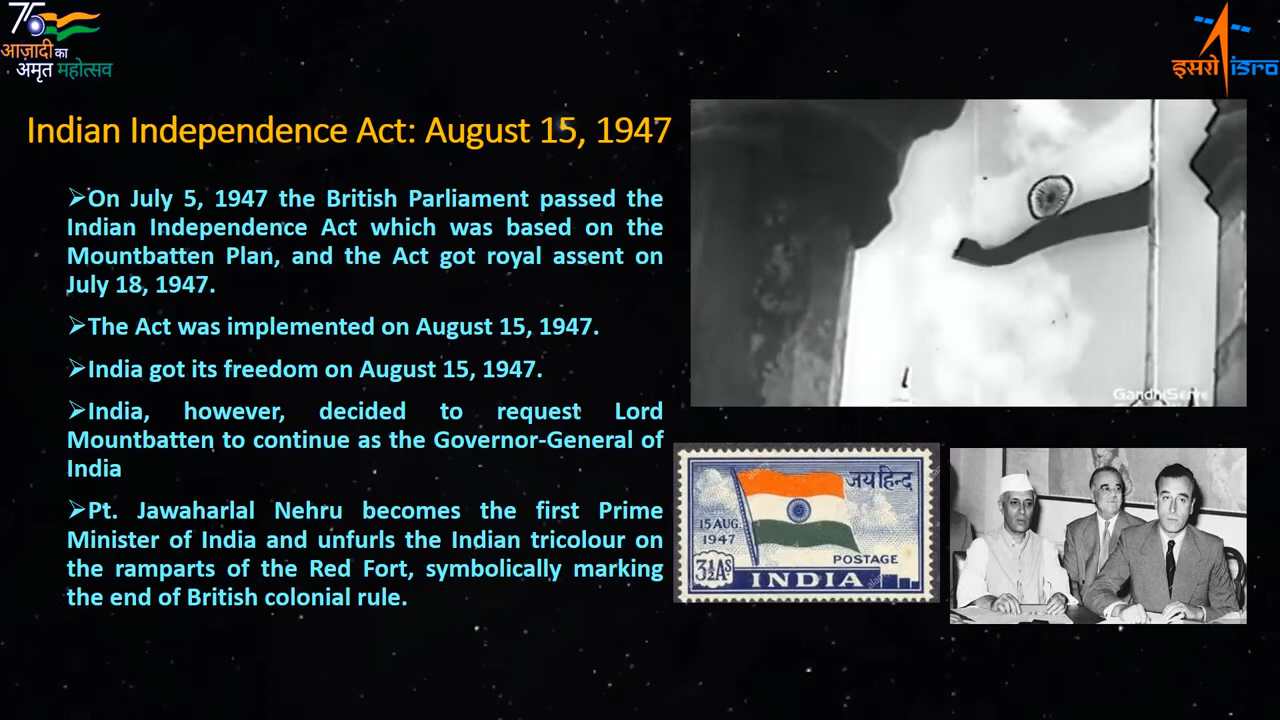 75
आज़ादी का
अमृत महोत्सव
इसरो isro
Indian Independence Act: August 15, 1947
➢On July 5, 1947 the British Parliament passed the
Indian Independence Act which was based on the
Mountbatten Plan, and the Act got royal assent on
July 18, 1947.
➢The Act was implemented on August 15, 1947.
➢India got its freedom on August 15, 1947.
➢India, however, decided to request Lord
Mountbatten to continue as the Governor-General of
India
➢Pt. Jawaharlal Nehru becomes the first Prime
Minister of India and unfurls the Indian tricolour on
the ramparts of the Red Fort, symbolically marking
the end of British colonial rule.
GandhiServe
जय हिन्द
15 AUG.
1947
POSTAGE
3½As
INDIA